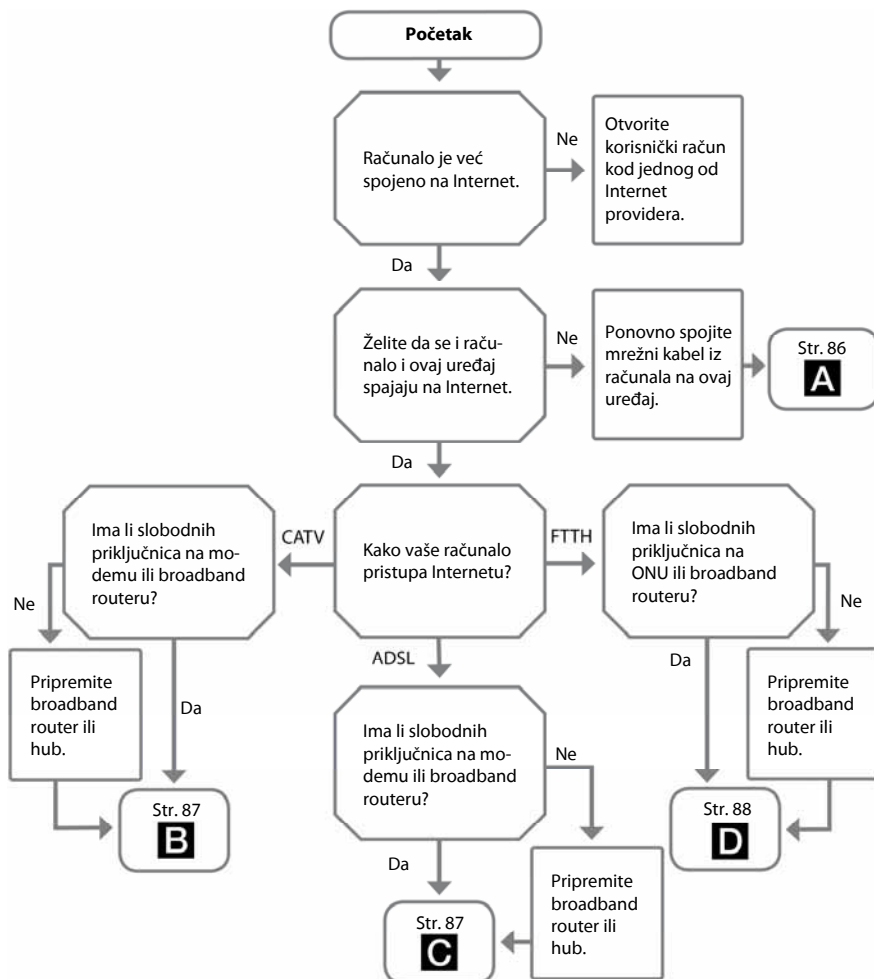 Početak
Računalo je već
spojeno na Internet.
Ne
Otvorite
korisnički račun
kod jednog od
Internet
providera.
Da
Želite da se i raču-
nalo i ovaj uređaj
spajaju na Internet.
Ne
Ponovno spojite
mrežni kabel iz
računala na ovaj
uređaj.
Str. 86
A
Da
Kako vaše računalo
pristupa Internetu?
CATV
Ima li slobodnih
priključnica na mo-
demu ili broadband
routeru?
Ne
Pripremite
broadband
router ili
hub.
Da
Str. 87
B
ADSL
Ima li slobodnih
priključnica na mo-
demu ili broadband
routeru?
Ne
Pripremite
broadband
router ili
hub.
Da
Str. 87
C
FTTH
Ima li slobodnih
priključnica na
ONU ili broadband
routeru?
Ne
Pripremite
broadband
router ili
hub.
Da
Str. 88
D